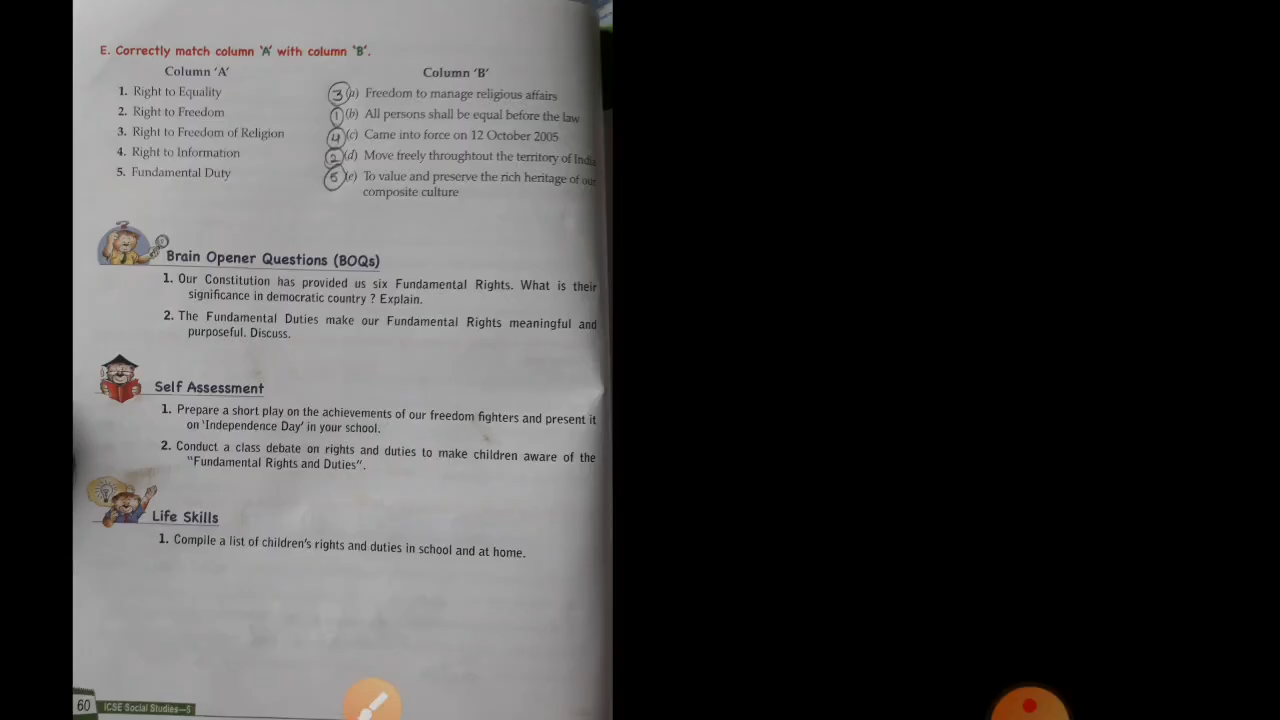 E. Correctly match column 'A' with column 'B'.
Column 'A' Column 'B'
1. Right to Equality 3 (a) Freedom to manage religious affairs
2. Right to Freedom 1 (b) All persons shall be equal before the law
3. Right to Freedom of Religion 4 (c) Came into force on 12 October 2005
4. Right to Information 2 (d) Move freely throughtout the territory of India
5. Fundamental Duty 5 (e) To value and preserve the rich heritage of our
composite culture
Brain Opener Questions (BOQs)
1. Our Constitution has provided us six Fundamental Rights. What is their
significance in democratic country ? Explain.
2. The Fundamental Duties make our Fundamental Rights meaningful and
purposeful. Discuss.
Self Assessment
1. Prepare a short play on the achievements of our freedom fighters and present it
on 'Independence Day' in your school.
2. Conduct a class debate on rights and duties to make children aware of the
"Fundamental Rights and Duties".
Life Skills
1. Compile a list of children's rights and duties in school and at home.
60 ICSE Social Studies—5